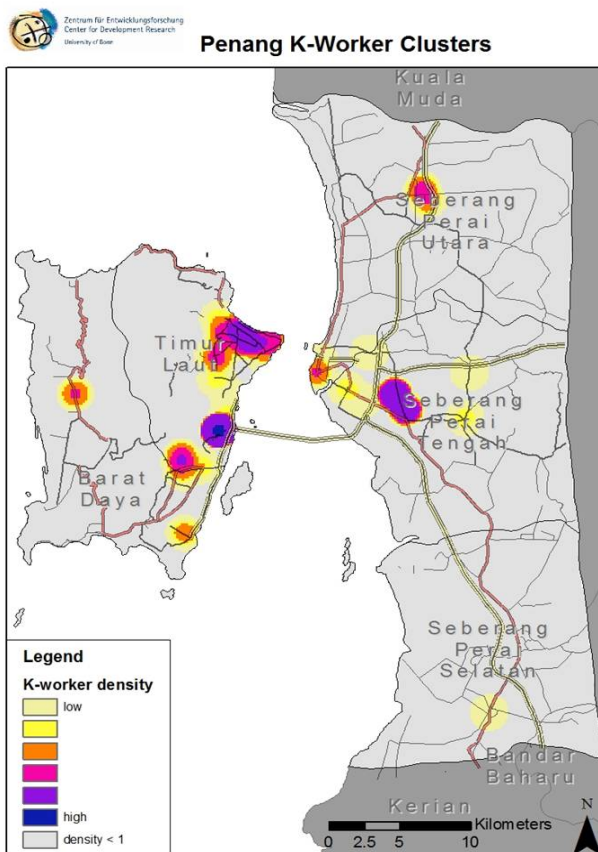 Zentrum für Entwicklungsforschung
Center for Development Research
University of Bonn
Penang K-Worker Clusters
Kuala
Muda
Seberang
Perai
Utara
Timur
Laut
Seberang
Perai
Tengah
Barat
Daya
Seberang
Perai
Selatan
Bandar
Baharu
Kerian
Legend
K-worker density
low
high
density < 1
N
Kilometers
0 2.5 5 10